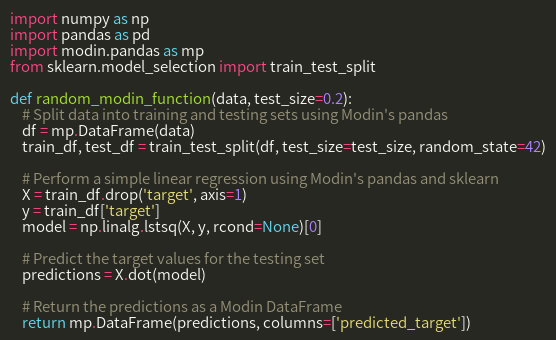 import numpy as np
import pandas as pd
import modin.pandas as mp
from sklearn.model_selection import train_test_split

def random_modin_function(data, test_size=0.2):
    # Split data into training and testing sets using Modin's pandas
    df = mp.DataFrame(data)
    train_df, test_df = train_test_split(df, test_size=test_size, random_state=42)

    # Perform a simple linear regression using Modin's pandas and sklearn
    X = train_df.drop('target', axis=1)
    y = train_df['target']
    model = np.linalg.lstsq(X, y, rcond=None)[0]

    # Predict the target values for the testing set
    predictions = X.dot(model)

    # Return the predictions as a Modin DataFrame
    return mp.DataFrame(predictions, columns=['predicted_target'])